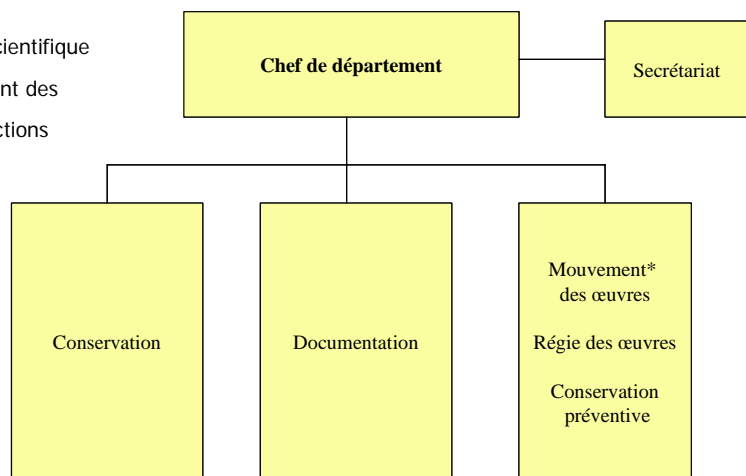 cientifique
nt des
ctions
Chef de département
Secrétariat
Conservation
Documentation
Mouvement*
des œuvres
Régie des œuvres
Conservation
préventive